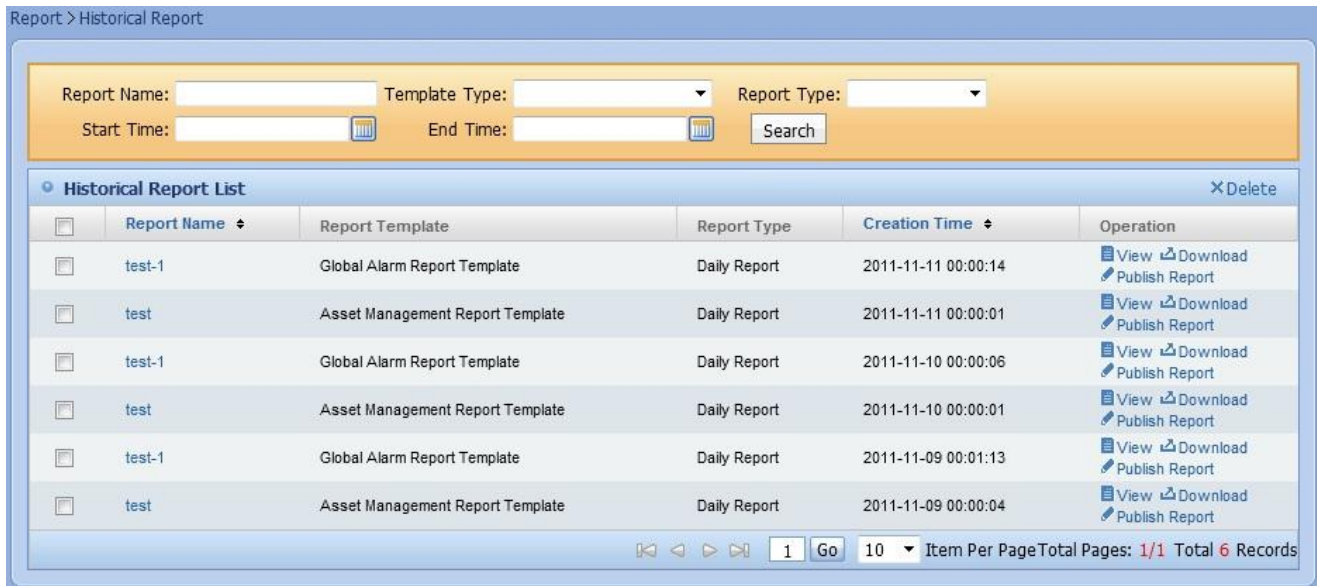 Report > Historical Report
Report Name: Template Type: Report Type:
Start Time: End Time: Search
Historical Report List Delete
Report Name Report Template Report Type Creation Time Operation
test-1 Global Alarm Report Template Daily Report 2011-11-11 00:00:14 View Download
Publish Report
test Asset Management Report Template Daily Report 2011-11-11 00:00:01 View Download
Publish Report
test-1 Global Alarm Report Template Daily Report 2011-11-10 00:00:06 View Download
Publish Report
test Asset Management Report Template Daily Report 2011-11-10 00:00:01 View Download
Publish Report
test-1 Global Alarm Report Template Daily Report 2011-11-09 00:01:13 View Download
Publish Report
test Asset Management Report Template Daily Report 2011-11-09 00:00:04 View Download
Publish Report
1 Go 10 Item Per PageTotal Pages: 1/1 Total 6 Records